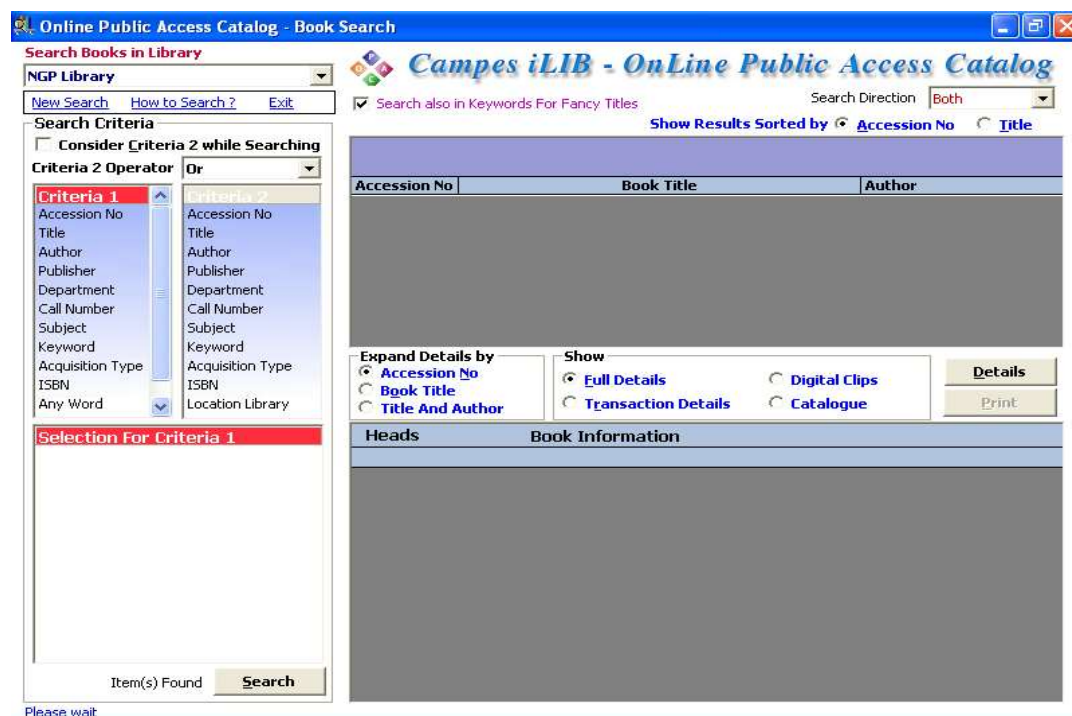 Online Public Access Catalog - Book Search
Search Books in Library
NGP Library
New Search How to Search ? Exit
Search Criteria
Consider Criteria 2 while Searching
Criteria 2 Operator Or
Criteria 1
Accession No
Title
Author
Publisher
Department
Call Number
Subject
Keyword
Acquisition Type
ISBN
Any Word
Criteria 2
Accession No
Title
Author
Publisher
Department
Call Number
Subject
Keyword
Acquisition Type
ISBN
Location Library
Selection For Criteria 1
Item(s) Found Search
Please wait
Campes iLIB - OnLine Public Access Catalog
Search also in Keywords For Fancy Titles
Search Direction Both
Show Results Sorted by Accession No Title
Accession No Book Title Author
Expand Details by
Accession No
Book Title
Title And Author
Show
Full Details Digital Clips
Transaction Details Catalogue
Details
Print
Heads Book Information